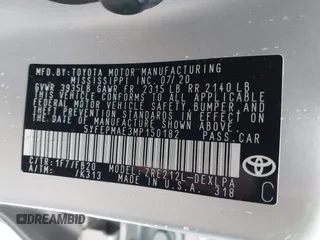 MFD. BY: TOYOTA MOTOR MANUFACTURING
MISSISSIPPI INC. 07/20
GVWR 3935LB GAWR FR 2315 LB RR 2140 LB
THIS VEHICLE CONFORMS TO ALL APPLICABLE
FEDERAL MOTOR VEHICLE SAFETY, BUMPER, AND
THEFT PREVENTION STANDARDS IN EFFECT ON
THE DATE OF MANUFACTURE SHOWN ABOVE.
5YFEPMAE3MP150182 PASS.CAR
C/TR:1F7/FB20
A/TM: /K313
MODEL:ZRE212L-DEXLPA
MADE IN U.S.A. 318
TOYOTA
C
DREAMBID